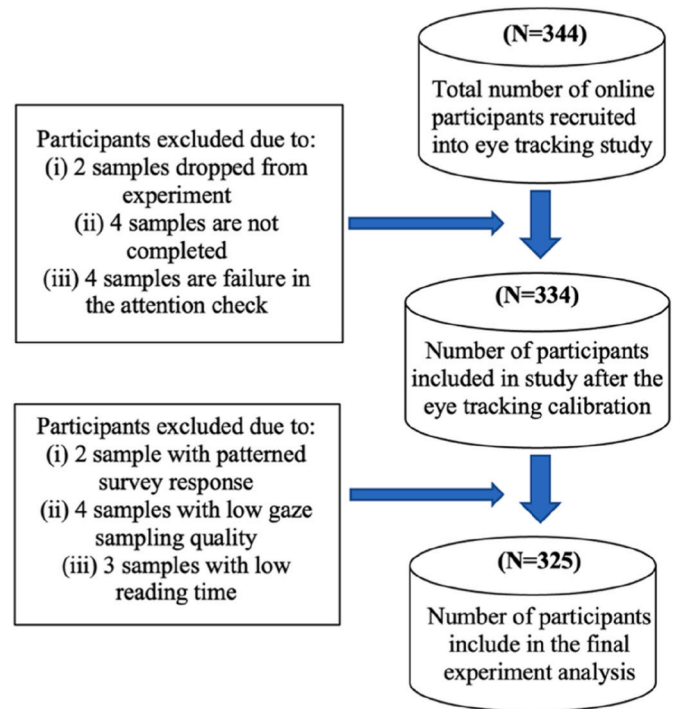 (N=344)
Total number of online
participants recruited
into eye tracking study
Participants excluded due to:
(i) 2 samples dropped from
experiment
(ii) 4 samples are not
completed
(iii) 4 samples are failure in
the attention check
(N=334)
Number of participants
included in study after the
eye tracking calibration
Participants excluded due to:
(i) 2 sample with patterned
survey response
(ii) 4 samples with low gaze
sampling quality
(iii) 3 samples with low
reading time
(N=325)
Number of participants
include in the final
experiment analysis